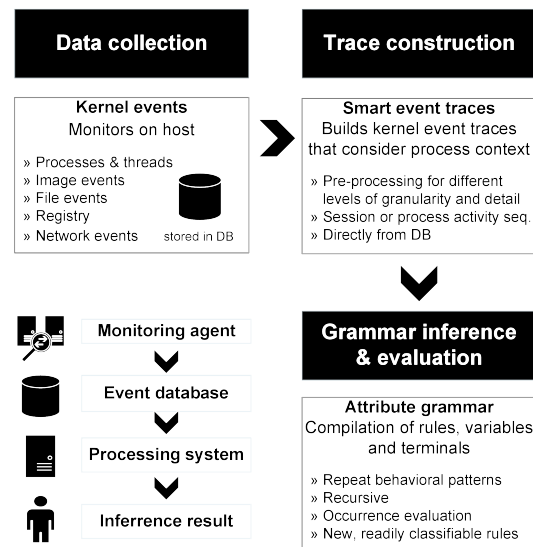 Data collection
Kernel events
Monitors on host
» Processes & threads
» Image events
» File events
» Registry
» Network events
stored in DB
Trace construction
Smart event traces
Builds kernel event traces
that consider process context
» Pre-processing for different
levels of granularity and detail
» Session or process activity seq.
» Directly from DB
Grammar inference
& evaluation
Attribute grammar
Compilation of rules, variables
and terminals
» Repeat behavioral patterns
» Recursive
» Occurrence evaluation
» New, readily classifiable rules
Monitoring agent
Event database
Processing system
Inferrence result